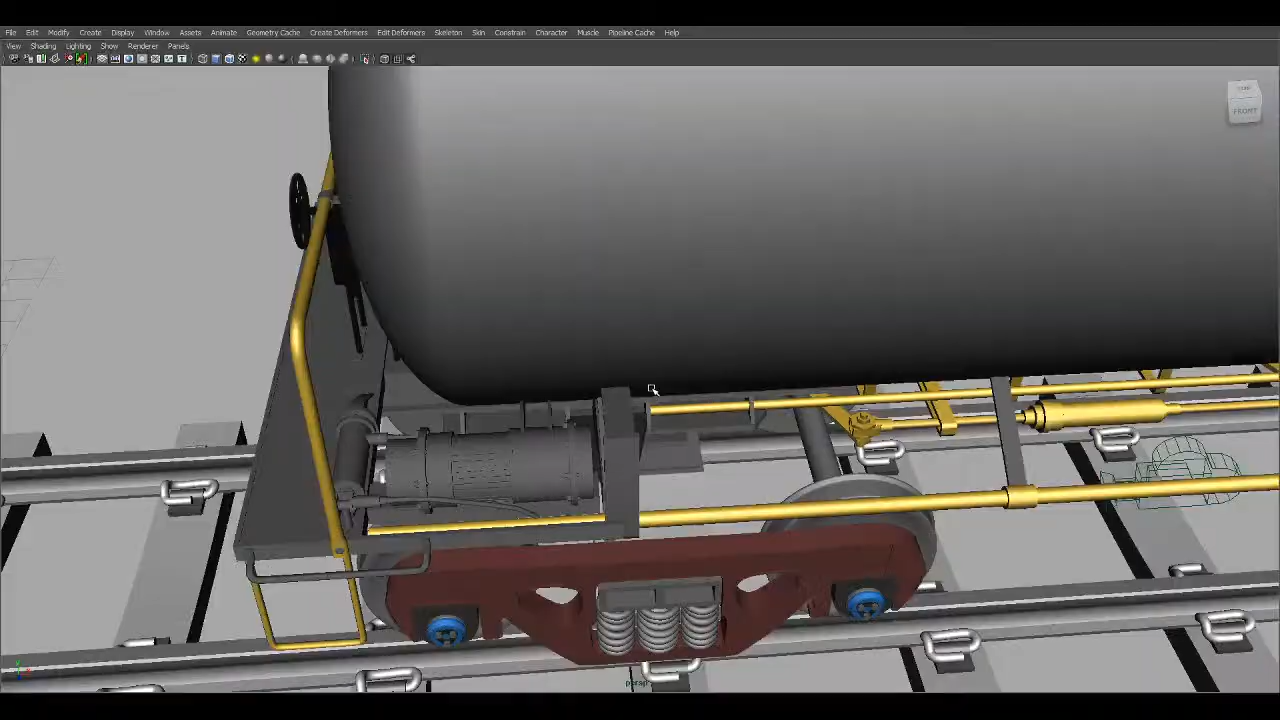 File Edit Modify Create Display Window Assets Animate Geometry Cache Create Deformers Edit Deformers Skeleton Skin Constrain Character Muscle Pipeline Cache Help
View Shading Lighting Show Renderer Panels
FRONT
persp